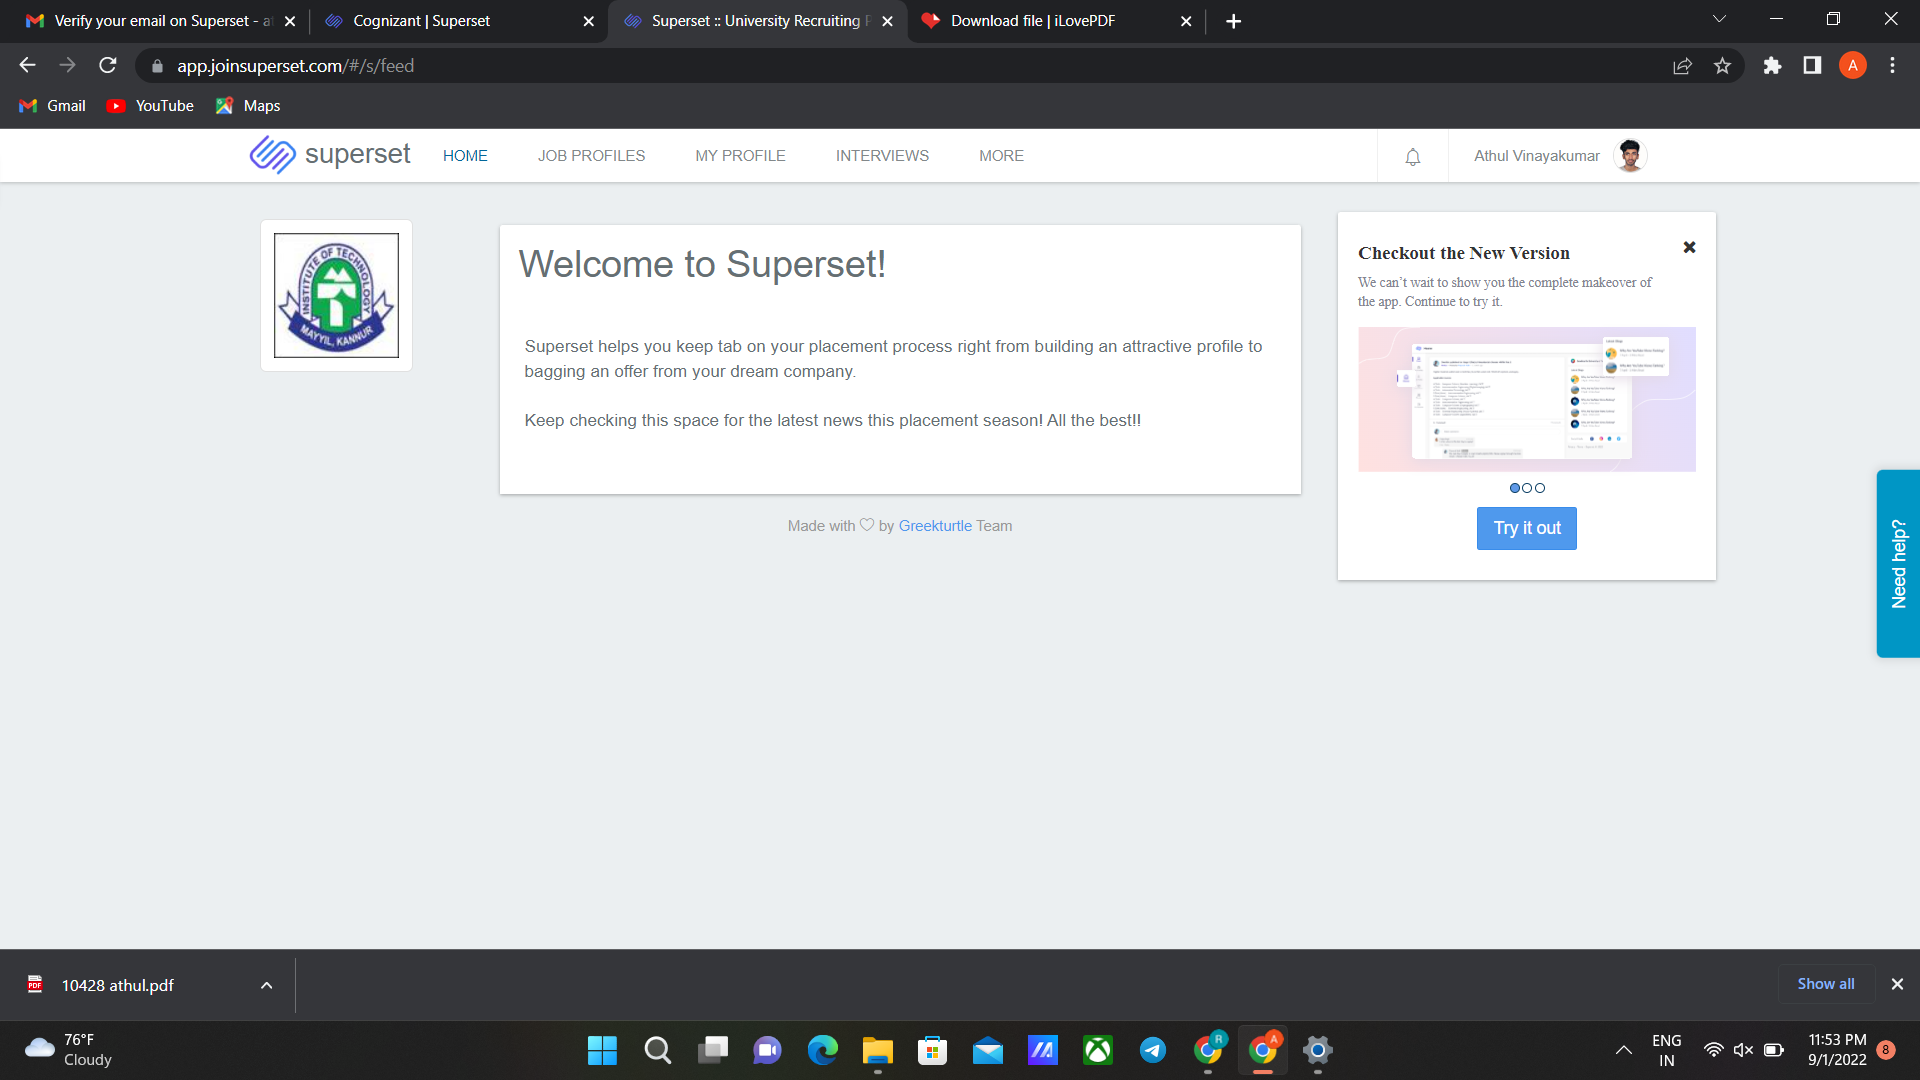 Verify your email on Superset - a
Cognizant | Superset
Superset :: University Recruiting P
Download file | iLovePDF
app.joinsuperset.com/#/s/feed
A
Gmail
YouTube
Maps
superset
HOME
JOB PROFILES
MY PROFILE
INTERVIEWS
MORE
Athul Vinayakumar
INSTITUTE OF TECHNOLOGY
MAYYIL, KANNUR
Welcome to Superset!
Superset helps you keep tab on your placement process right from building an attractive profile to
bagging an offer from your dream company.
Keep checking this space for the latest news this placement season! All the best!!
Made with ♡ by Greekturtle Team
Checkout the New Version
We can’t wait to show you the complete makeover of
the app. Continue to try it.
Try it out
Need help?
PDF
10428 athul.pdf
Show all
76°F
Cloudy
R
A
ENG
IN
11:53 PM
9/1/2022
8